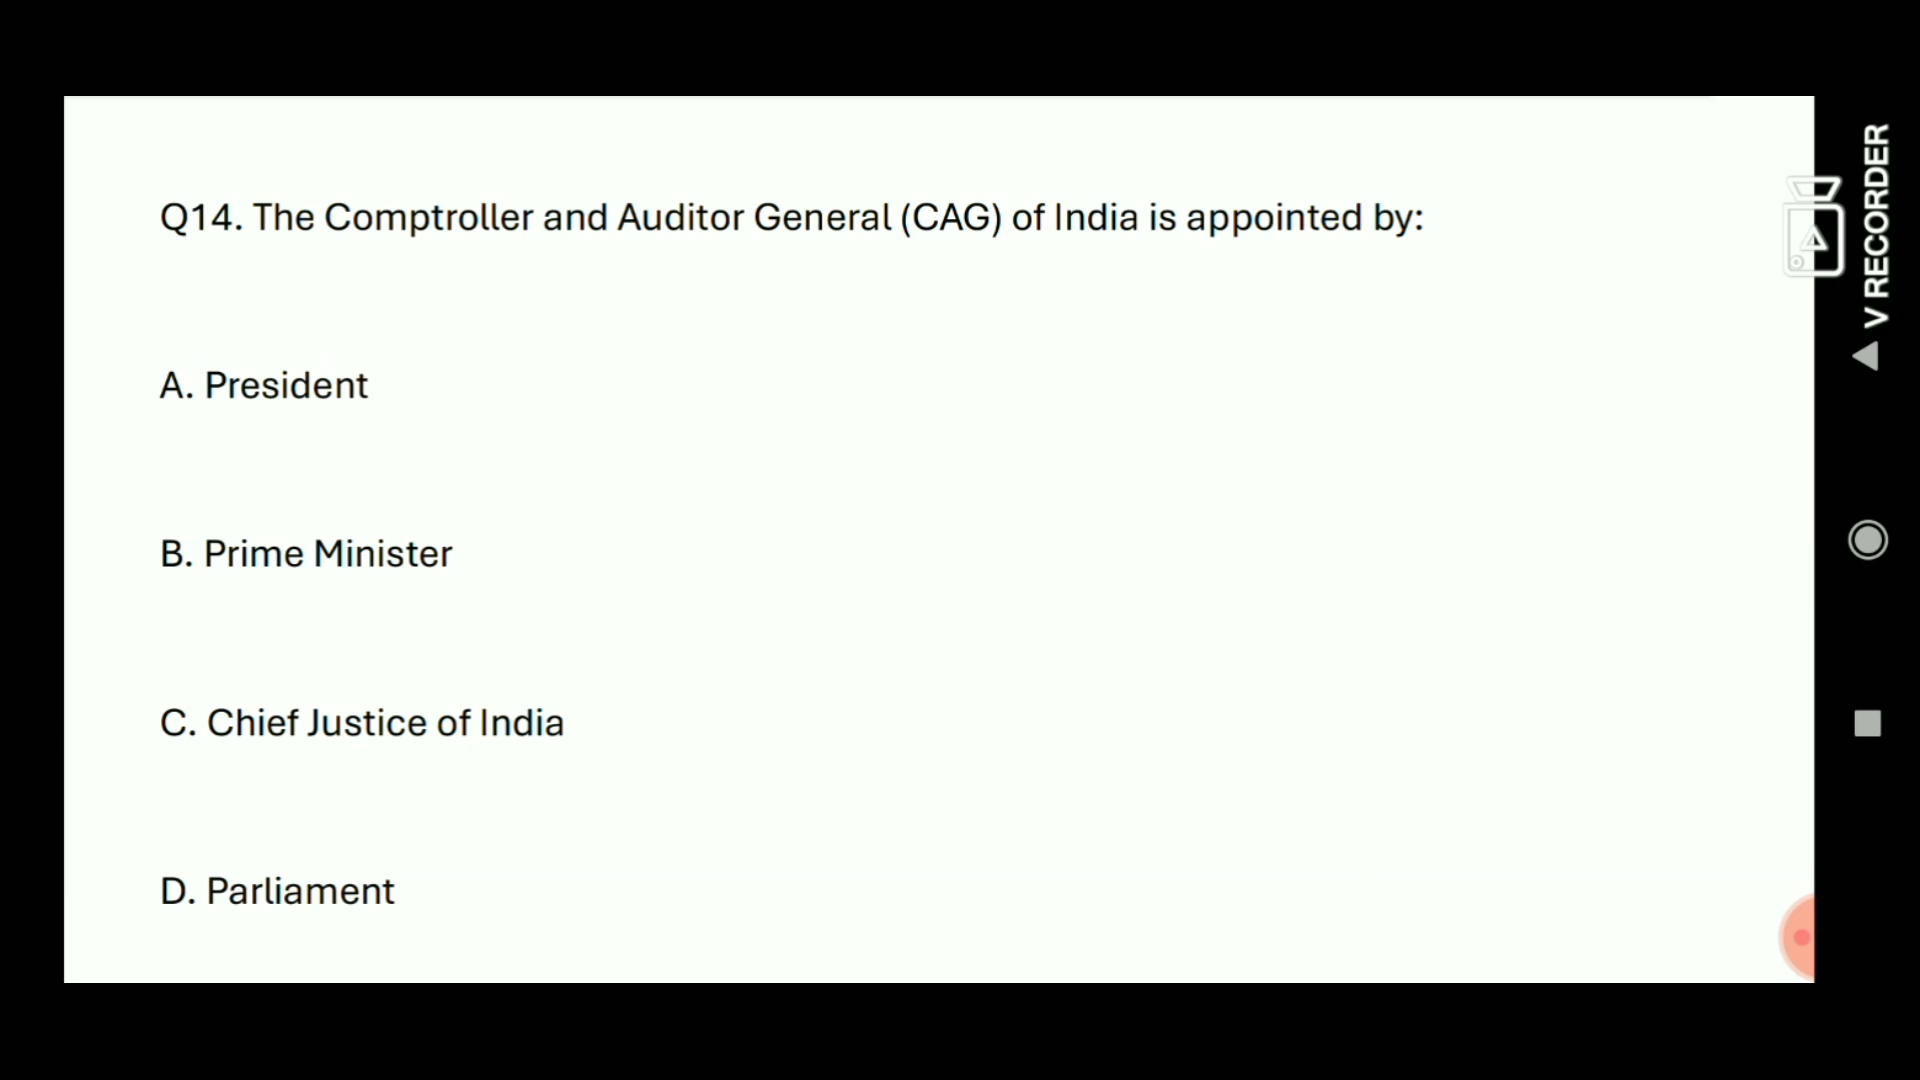 Q14. The Comptroller and Auditor General (CAG) of India is appointed by:
A. President
B. Prime Minister
C. Chief Justice of India
D. Parliament
V RECORDER